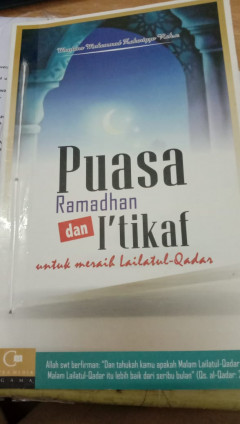 Puasa
Ramadhan
dan I'tikaf
untuk meraih Lailatul-Qadar
Allah swt berfirman: "Dan tahukah kamu apakah Malam Lailatul-Qadar
Malam Lailatul-Qadar itu lebih baik dari seribu bulan" (Qs. al-Qadar